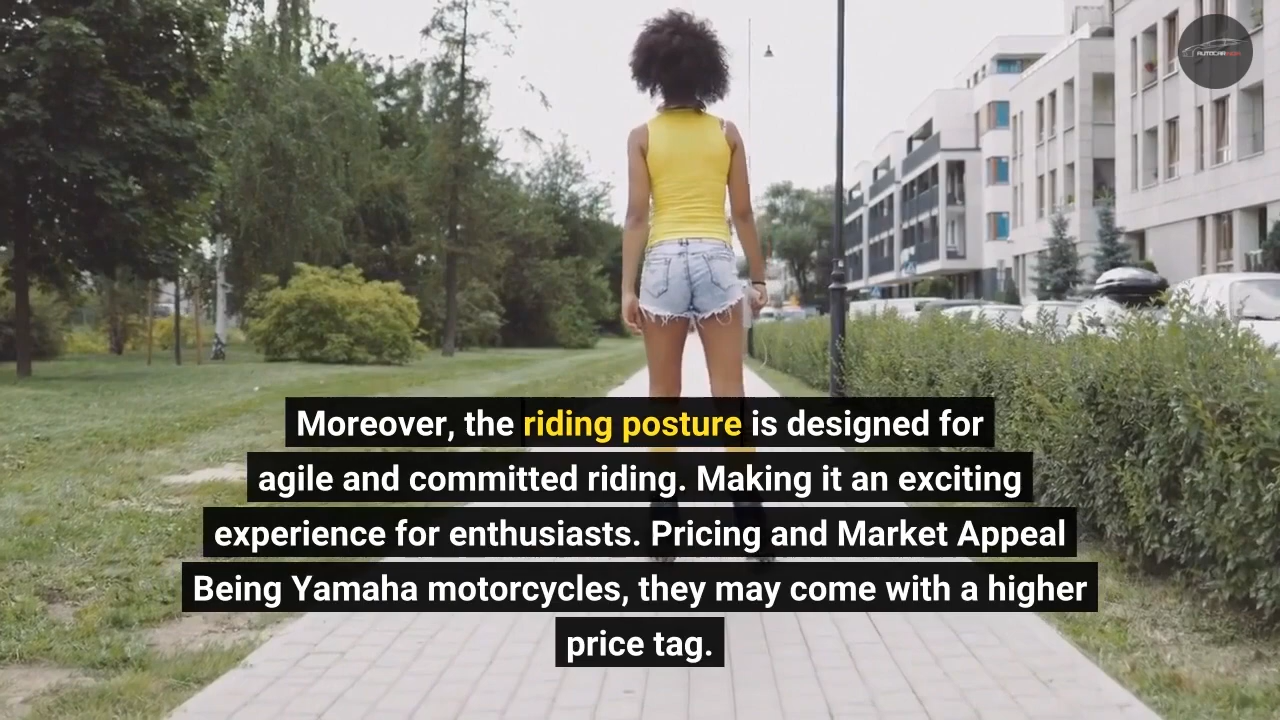 AUTOCARINDIA
Moreover, the riding posture is designed for
agile and committed riding. Making it an exciting
experience for enthusiasts. Pricing and Market Appeal
Being Yamaha motorcycles, they may come with a higher
price tag.